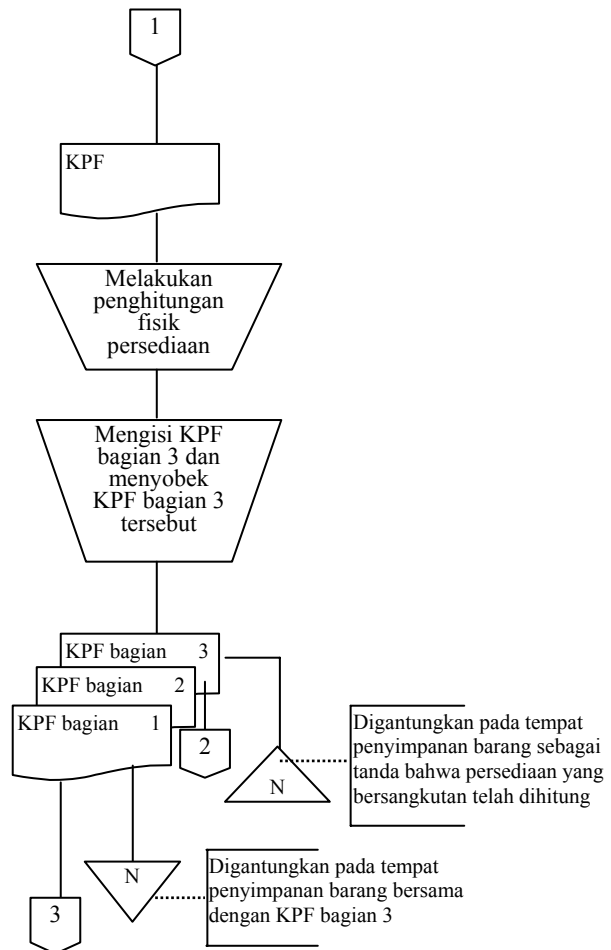 1
KPF
Melakukan
penghitungan
fisik
persediaan
Mengisi KPF
bagian 3 dan
menyobek
KPF bagian 3
tersebut
KPF bagian 3
KPF bagian 2
KPF bagian 1
2
N
Digantungkan pada tempat
penyimpanan barang sebagai
tanda bahwa persediaan yang
bersangkutan telah dihitung
N
Digantungkan pada tempat
penyimpanan barang bersama
dengan KPF bagian 3
3